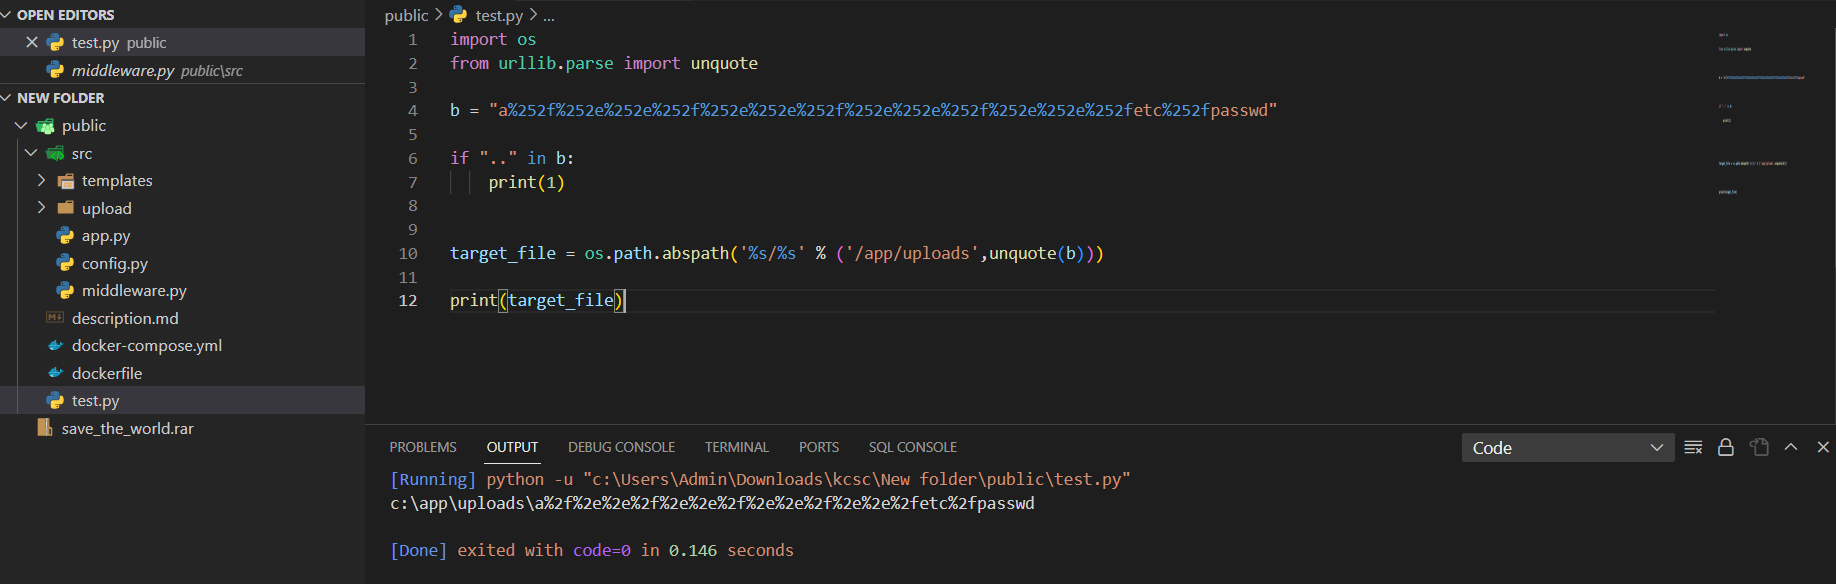 OPEN EDITORS
test.py public
middleware.py public\src
NEW FOLDER
public
src
templates
upload
app.py
config.py
middleware.py
description.md
docker-compose.yml
dockerfile
test.py
save_the_world.rar
public > test.py > ...
1 import os
2 from urllib.parse import unquote
3
4 b = "a%252f%252e%252e%252f%252e%252e%252f%252e%252e%252f%252e%252e%252fetc%252fpasswd"
5
6 if ".." in b:
7 print(1)
8
9
10 target_file = os.path.abspath('%s/%s' % ('/app/uploads',unquote(b)))
11
12 print(target_file)
PROBLEMS OUTPUT DEBUG CONSOLE TERMINAL PORTS SQL CONSOLE Code
[Running] python -u "c:\Users\Admin\Downloads\kcsc\New folder\public\test.py"
c:\app\uploads\a%2f%2e%2e%2f%2e%2e%2f%2e%2e%2f%2e%2e%2fetc%2fpasswd
[Done] exited with code=0 in 0.146 seconds